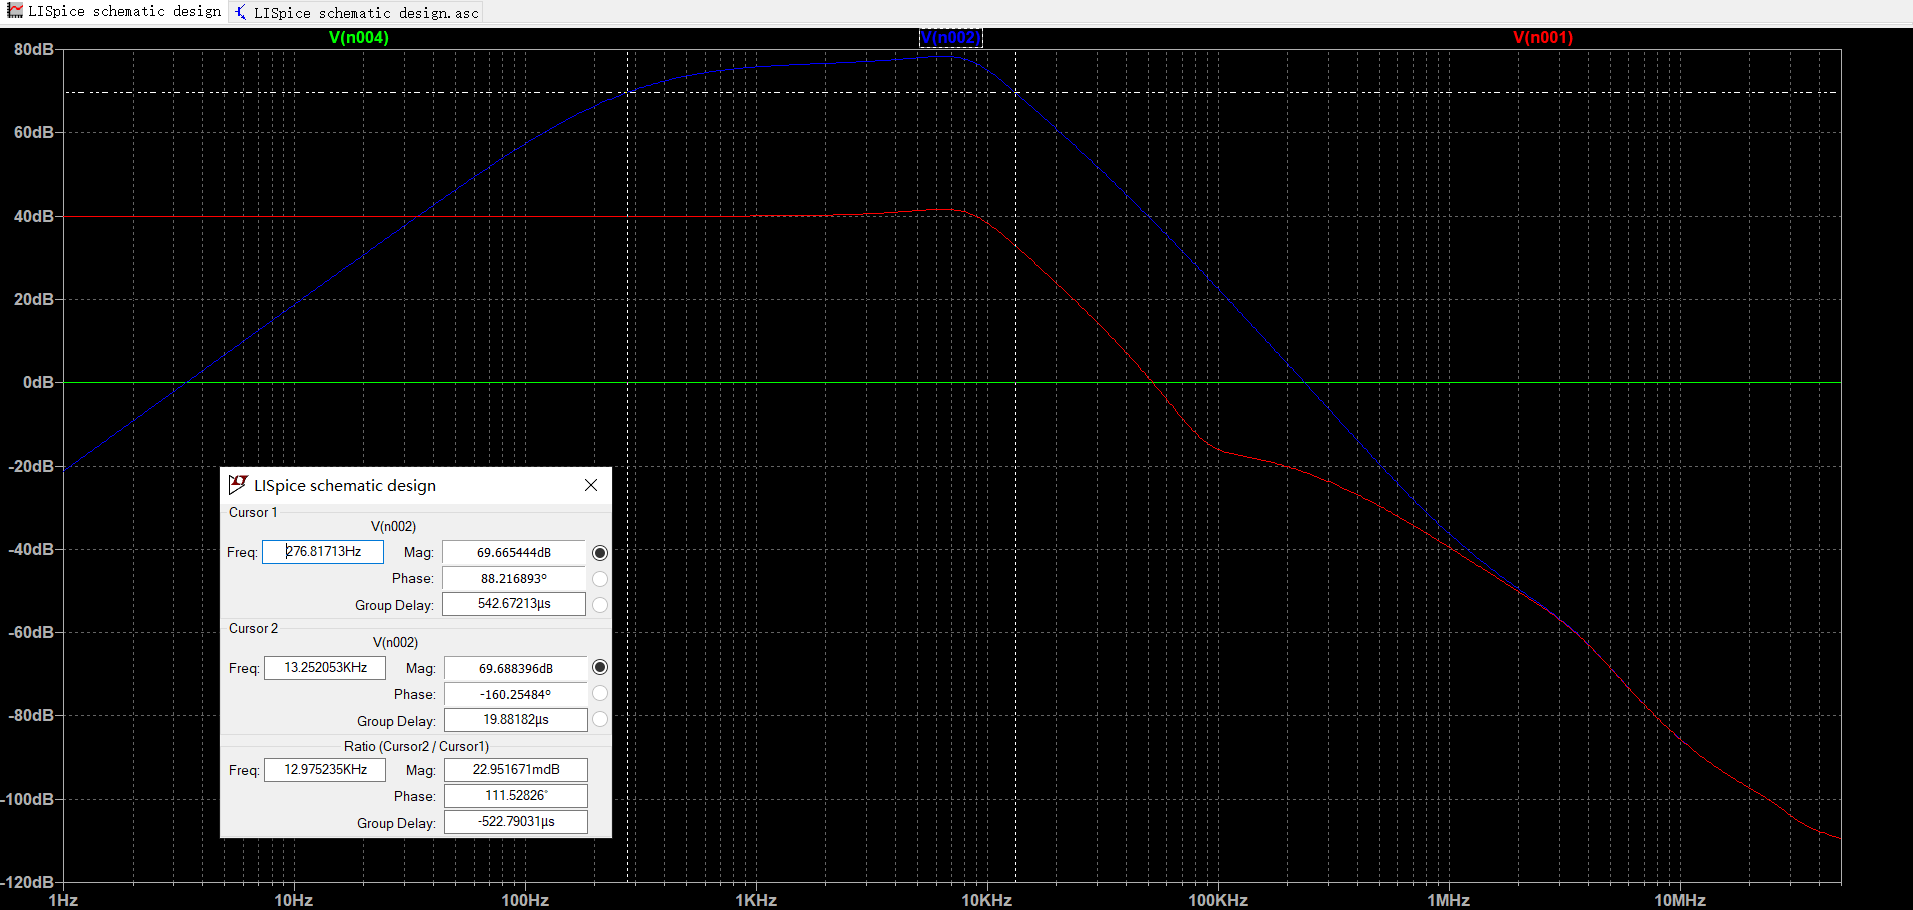 LISpice schematic design
LISpice schematic design.asc
V(n004)
V(n002)
V(n001)
80dB
60dB
40dB
20dB
0dB
-20dB
-40dB
-60dB
-80dB
-100dB
-120dB
LISpice schematic design
Cursor 1
V(n002)
Freq: 276.81713Hz Mag: 69.665444dB
Phase: 88.216893º
Group Delay: 542.67213µs
Cursor 2
V(n002)
Freq: 13.252053KHz Mag: 69.688396dB
Phase: -160.25484º
Group Delay: 19.88182µs
Ratio (Cursor2 / Cursor1)
Freq: 12.975235KHz Mag: 22.951671mdB
Phase: 111.52826°
Group Delay: -522.79031µs
1Hz 10Hz 100Hz 1KHz 10KHz 100KHz 1MHz 10MHz